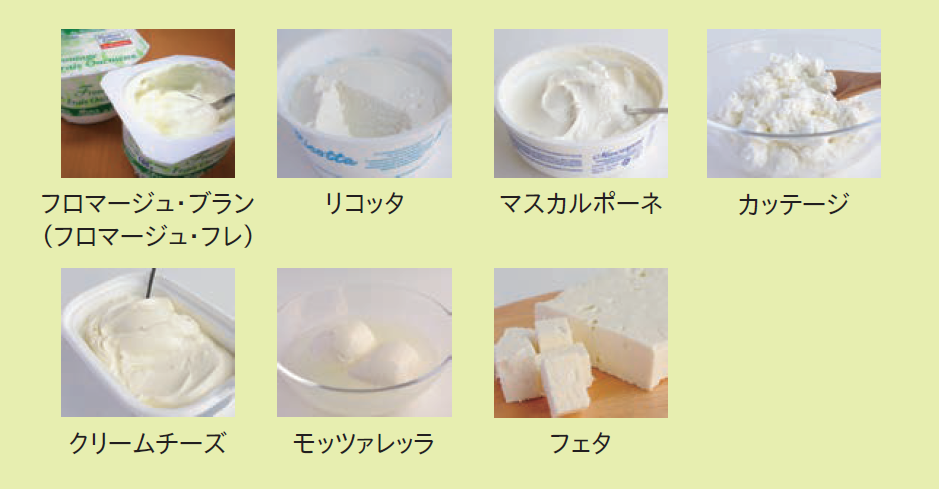 フロマージュ・ブラン
（フロマージュ・フレ）
リコッタ
マスカルポーネ
カッテージ
クリームチーズ
モッツァレッラ
フェタ